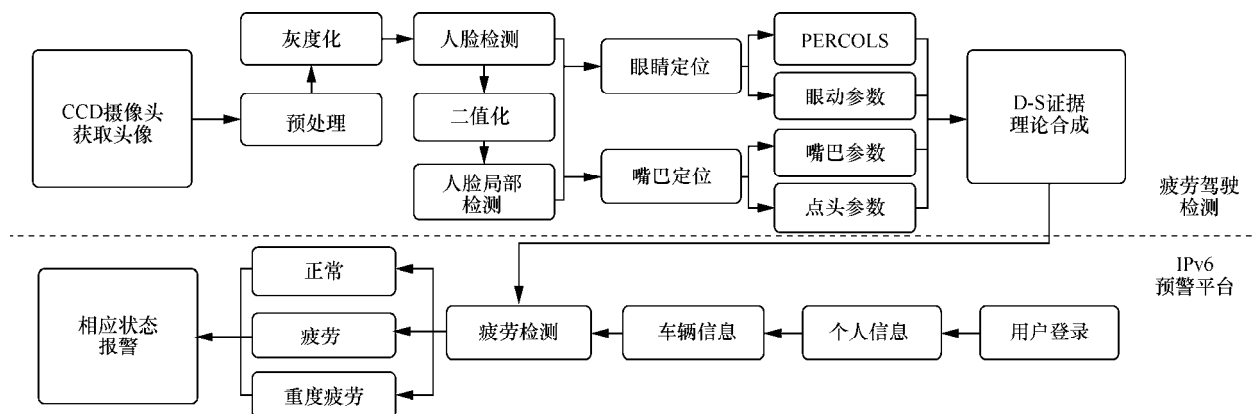 CCD摄像头
获取头像
灰度化
预处理
人脸检测
二值化
人脸局部
检测
眼睛定位
嘴巴定位
PERCOLS
眼动参数
嘴巴参数
点头参数
D-S证据
理论合成
疲劳驾驶
检测
IPv6
预警平台
相应状态
报警
正常
疲劳
重度疲劳
疲劳检测
车辆信息
个人信息
用户登录